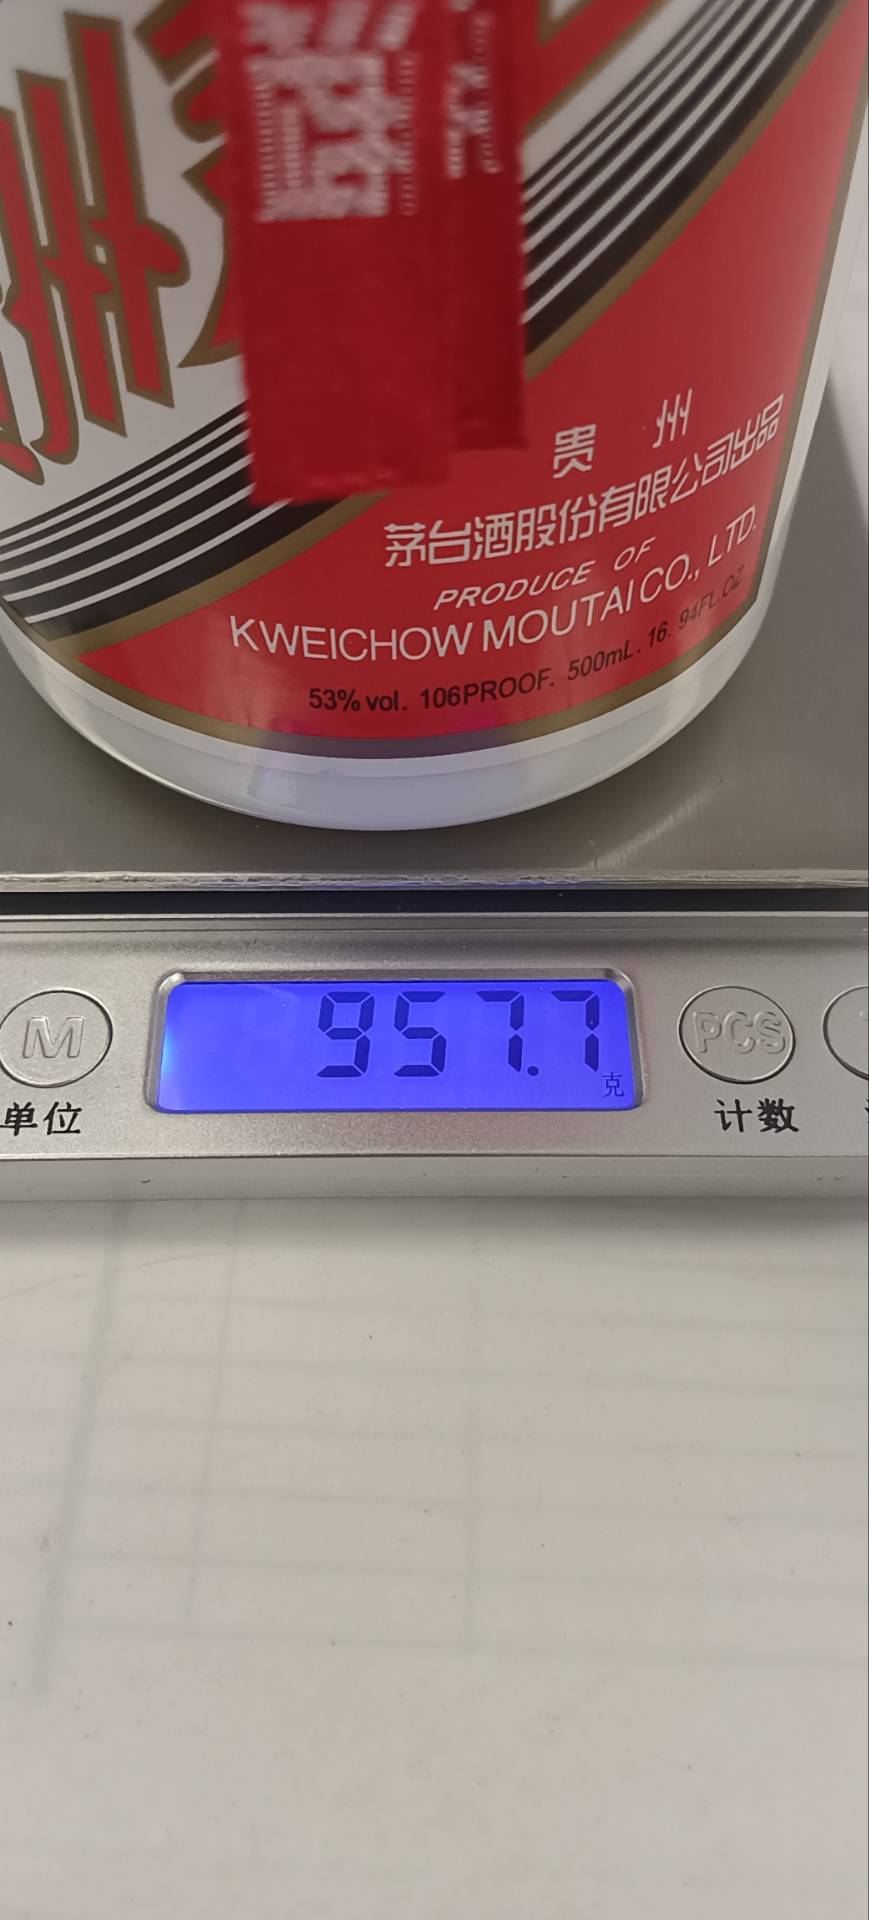 州
贵 州
茅台酒股份有限公司出品
PRODUCE OF
KWEICHOW MOUTAI CO., LTD.
53% vol. 106PROOF. 500mL. 16. 94FL.OZ
957.7
克
M
PCS
单位
计数